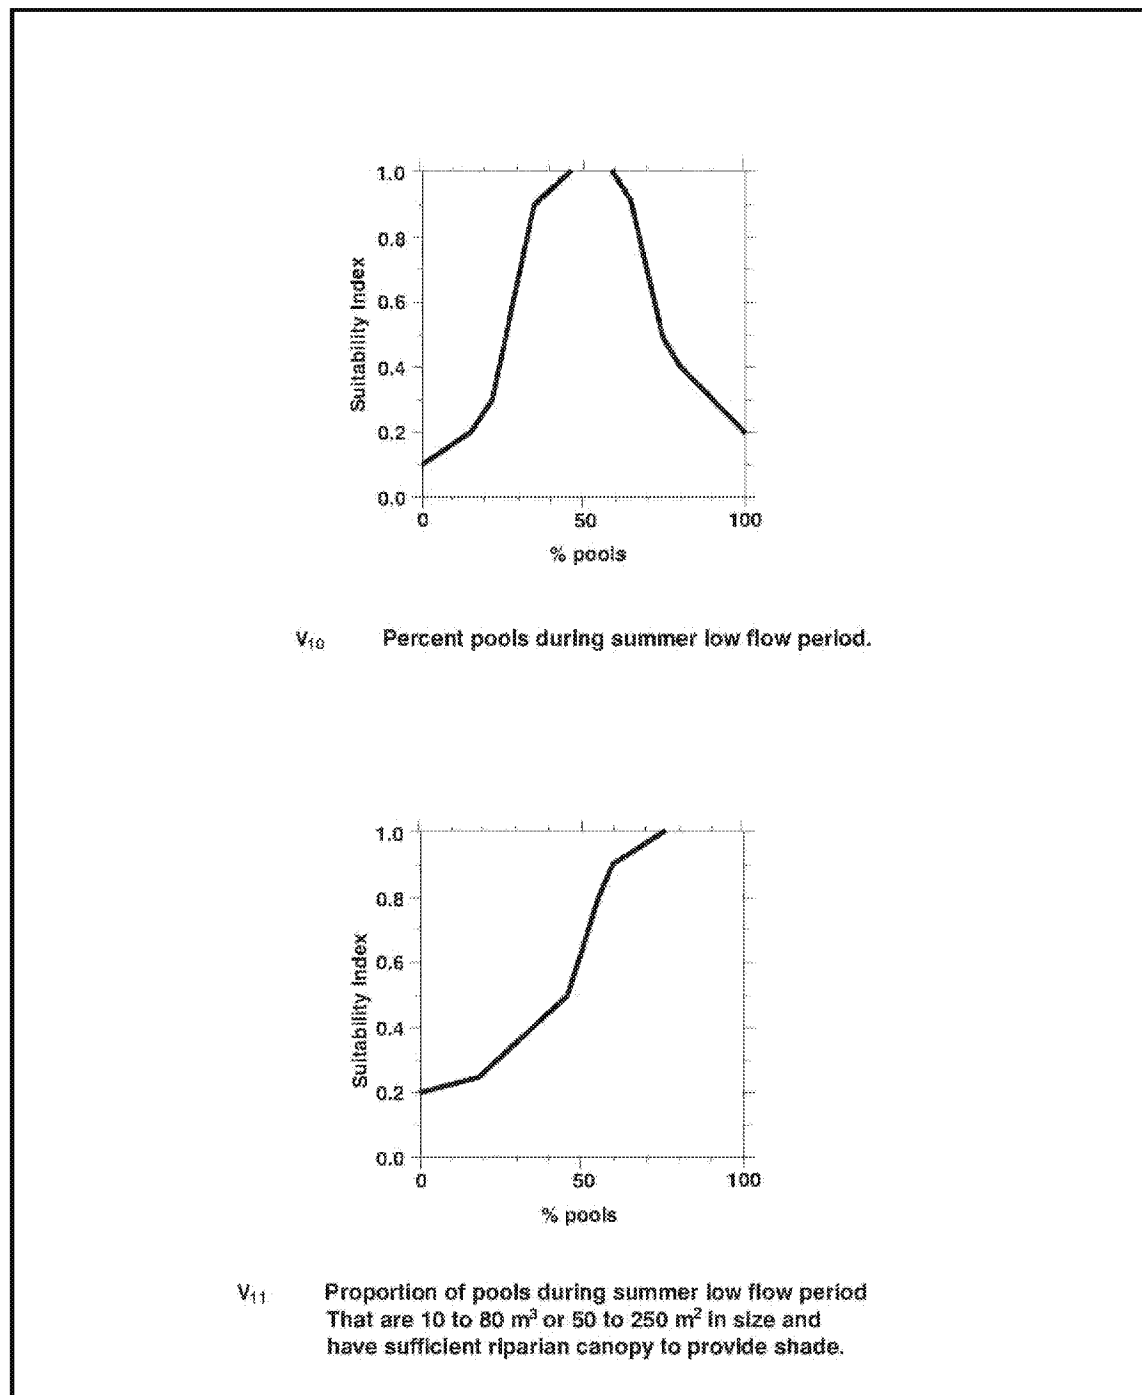 1.0
0.8
0.6
0.4
0.2
0.0
Suitability Index
0 50 100
% pools
V₁₀ Percent pools during summer low flow period.
1.0
0.8
0.6
0.4
0.2
0.0
Suitability Index
0 50 100
% pools
V₁₁ Proportion of pools during summer low flow period
That are 10 to 80 m³ or 50 to 250 m² in size and
have sufficient riparian canopy to provide shade.